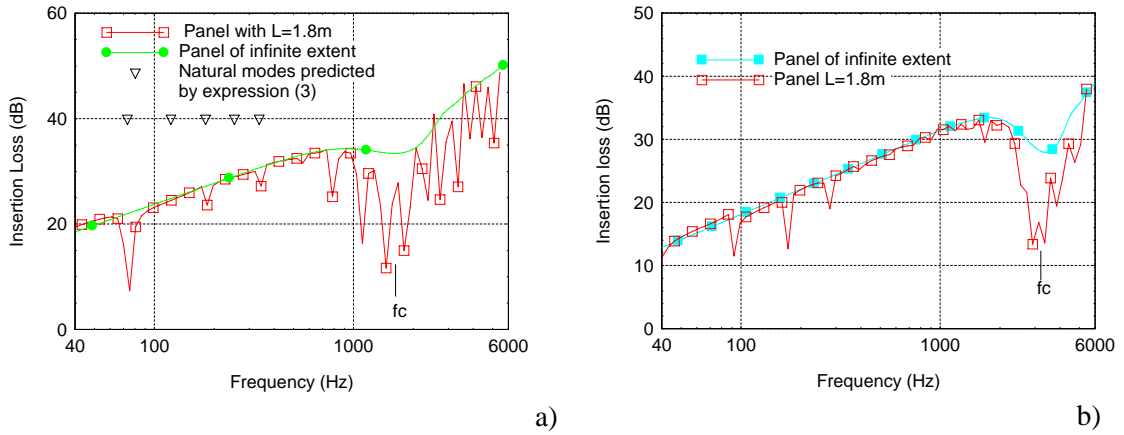 60
40
20
0
Insertion Loss (dB)
Panel with L=1.8m
Panel of infinite extent
Natural modes predicted
by expression (3)
fc
40
100
1000
6000
Frequency (Hz)
a)
50
40
30
20
10
0
Insertion loss (dB)
Panel of infinite extent
Panel L=1.8m
fc
40
100
1000
6000
Frequency (Hz)
b)